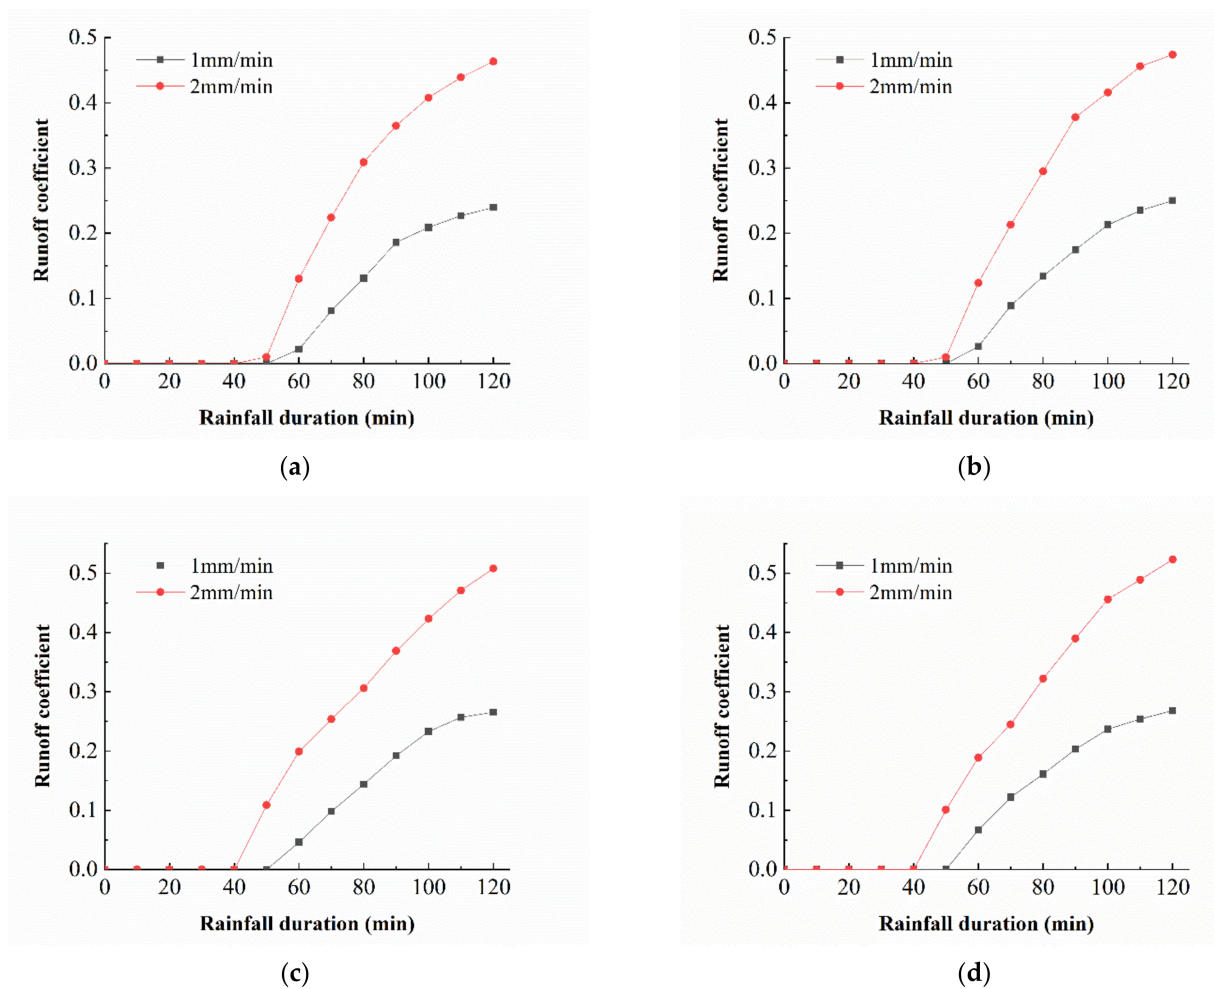 0.5
0.4
0.3
0.2
0.1
0.0
Runoff coefficient
1mm/min
2mm/min
0 20 40 60 80 100 120
Rainfall duration (min)
(a)
0.5
0.4
0.3
0.2
0.1
0.0
Runoff coefficient
1mm/min
2mm/min
0 20 40 60 80 100 120
Rainfall duration (min)
(b)
0.5
0.4
0.3
0.2
0.1
0.0
Runoff coefficient
1mm/min
2mm/min
0 20 40 60 80 100 120
Rainfall duration (min)
(c)
0.5
0.4
0.3
0.2
0.1
0.0
Runoff coefficient
1mm/min
2mm/min
0 20 40 60 80 100 120
Rainfall duration (min)
(d)